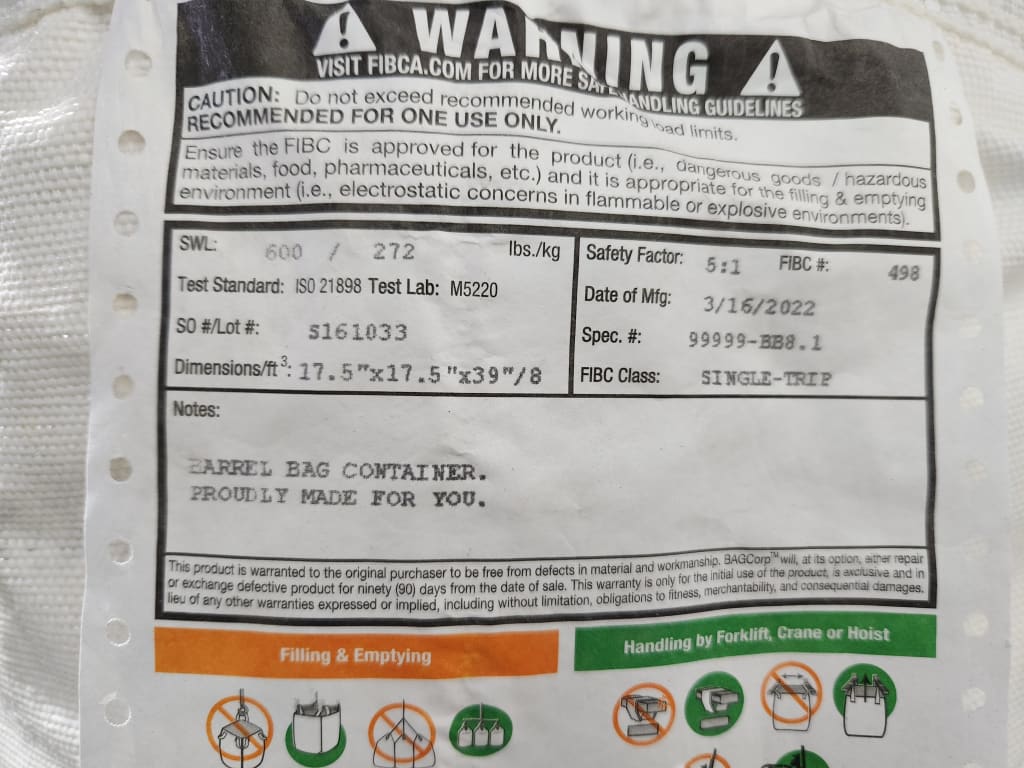 WARNING
VISIT FIBCA.COM FOR MORE SAFE HANDLING GUIDELINES
CAUTION: Do not exceed recommended working load limits.
RECOMMENDED FOR ONE USE ONLY.
Ensure the FIBC is approved for the product (i.e., dangerous goods / hazardous
materials, food, pharmaceuticals, etc.) and it is appropriate for the filling & emptying
environment (i.e., electrostatic concerns in flammable or explosive environments).
SWL: 600 / 272 lbs./kg
Test Standard: ISO 21898 Test Lab: M5220
SO #/Lot #: S161033
Dimensions/ft³: 17.5"x17.5"x39"/8
Safety Factor: 5:1 FIBC #: 498
Date of Mfg: 3/16/2022
Spec. #: 99999-BB8.1
FIBC Class: SINGLE-TRIP
Notes:
BARREL BAG CONTAINER.
PROUDLY MADE FOR YOU.
This product is warranted to the original purchaser to be free from defects in material and workmanship. BAGCorp™ will, at its option, either repair
or exchange defective product for ninety (90) days from the date of sale. This warranty is only for the initial use of the product, is exclusive and in
lieu of any other warranties expressed or implied, including without limitation, obligations to fitness, merchantability, and consequential damages.
Filling & Emptying
Handling by Forklift, Crane or Hoist